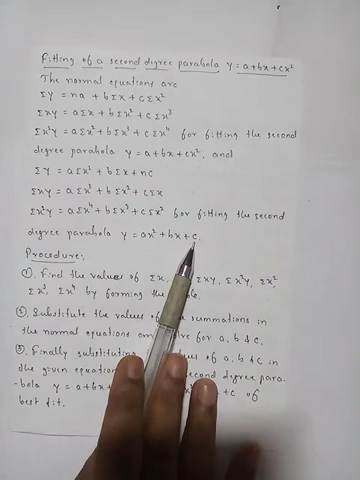 Fitting of a second degree parabola y = a+bx+cx²
The normal equations are
Σy = na + bΣx + cΣx²
Σxy = aΣx + bΣx² + cΣx³
Σx²y = aΣx² + bΣx³ + cΣx⁴ for fitting the second
degree parabola y = a+bx+cx², and
Σy = aΣx² + bΣx + nc
Σxy = aΣx³ + bΣx² + cΣx
Σx²y = aΣx⁴ + bΣx³ + cΣx² for fitting the second
degree parabola y = ax² + bx + c.
Procedure:
①. Find the values of Σx, Σxy, Σx²y, Σx²
Σx³, Σx⁴ by forming the
②. Substitute the values of summations in
the normal equations for a, b & c.
③. Finally substituting of a, b & c in
the given equation second degree para-
-bola y = a+bx+ + c of
best fit.